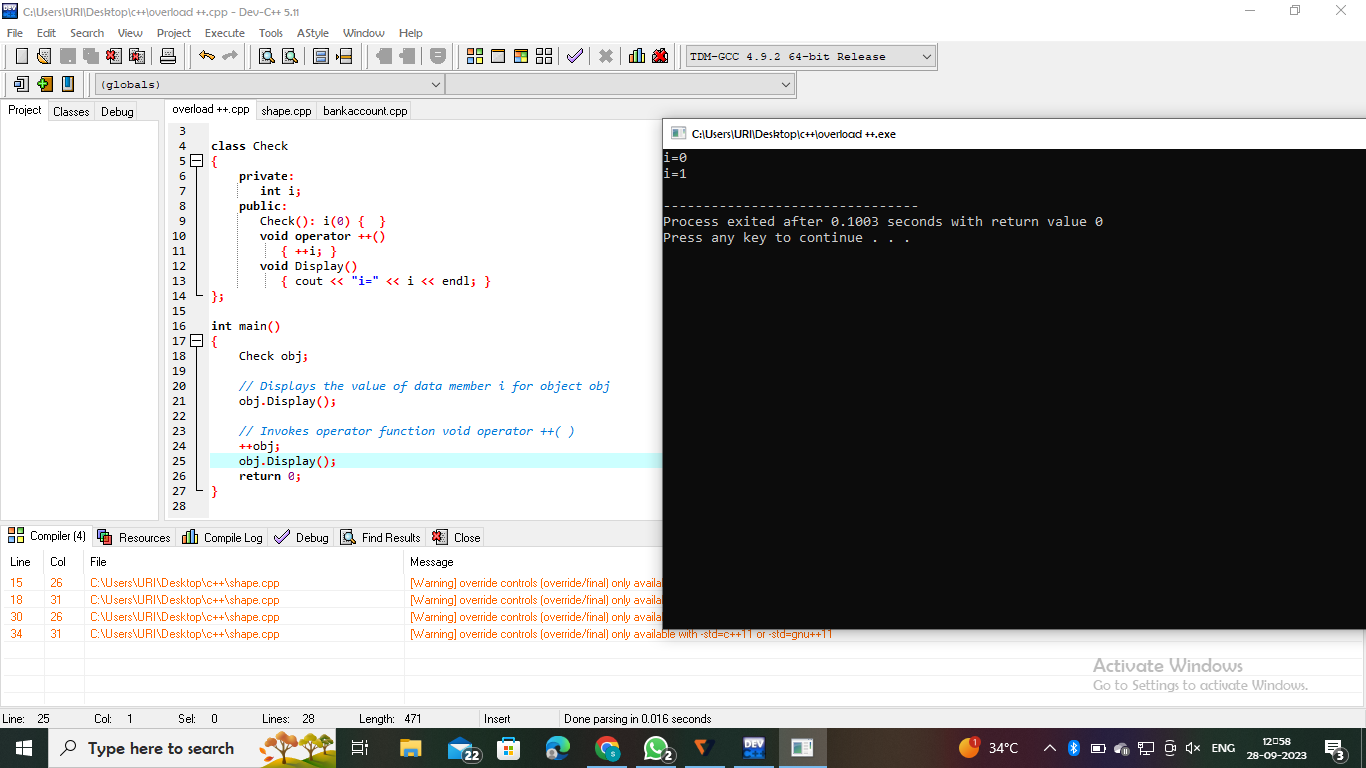 C:\Users\URI\Desktop\c++\overload ++.cpp - Dev-C++ 5.11
File Edit Search View Project Execute Tools AStyle Window Help
TDM-GCC 4.9.2 64-bit Release
(globals)
Project Classes Debug
overload ++.cpp shape.cpp bankaccount.cpp
3
4 class Check
5 {
6 private:
7 int i;
8 public:
9 Check(): i(0) { }
10 void operator ++()
11 { ++i; }
12 void Display()
13 { cout << "i=" << i << endl; }
14 };
15
16 int main()
17 {
18 Check obj;
19
20 // Displays the value of data member i for object obj
21 obj.Display();
22
23 // Invokes operator function void operator ++( )
24 ++obj;
25 obj.Display();
26 return 0;
27 }
28
C:\Users\URI\Desktop\c++\overload ++.exe
i=0
i=1
--------------------------------
Process exited after 0.1003 seconds with return value 0
Press any key to continue . . .
Compiler (4) Resources Compile Log Debug Find Results Close
Line Col File Message
15 26 C:\Users\URI\Desktop\c++\shape.cpp [Warning] override controls (override/final) only availa
18 31 C:\Users\URI\Desktop\c++\shape.cpp [Warning] override controls (override/final) only availa
30 26 C:\Users\URI\Desktop\c++\shape.cpp [Warning] override controls (override/final) only availa
34 31 C:\Users\URI\Desktop\c++\shape.cpp [Warning] override controls (override/final) only available with -std=c++11 or -std=gnu++11
Activate Windows
Go to Settings to activate Windows.
Line: 25 Col: 1 Sel: 0 Lines: 28 Length: 471 Insert Done parsing in 0.016 seconds
Type here to search
22
S
2
DEV
1
34°C
ENG
12:58
28-09-2023
3